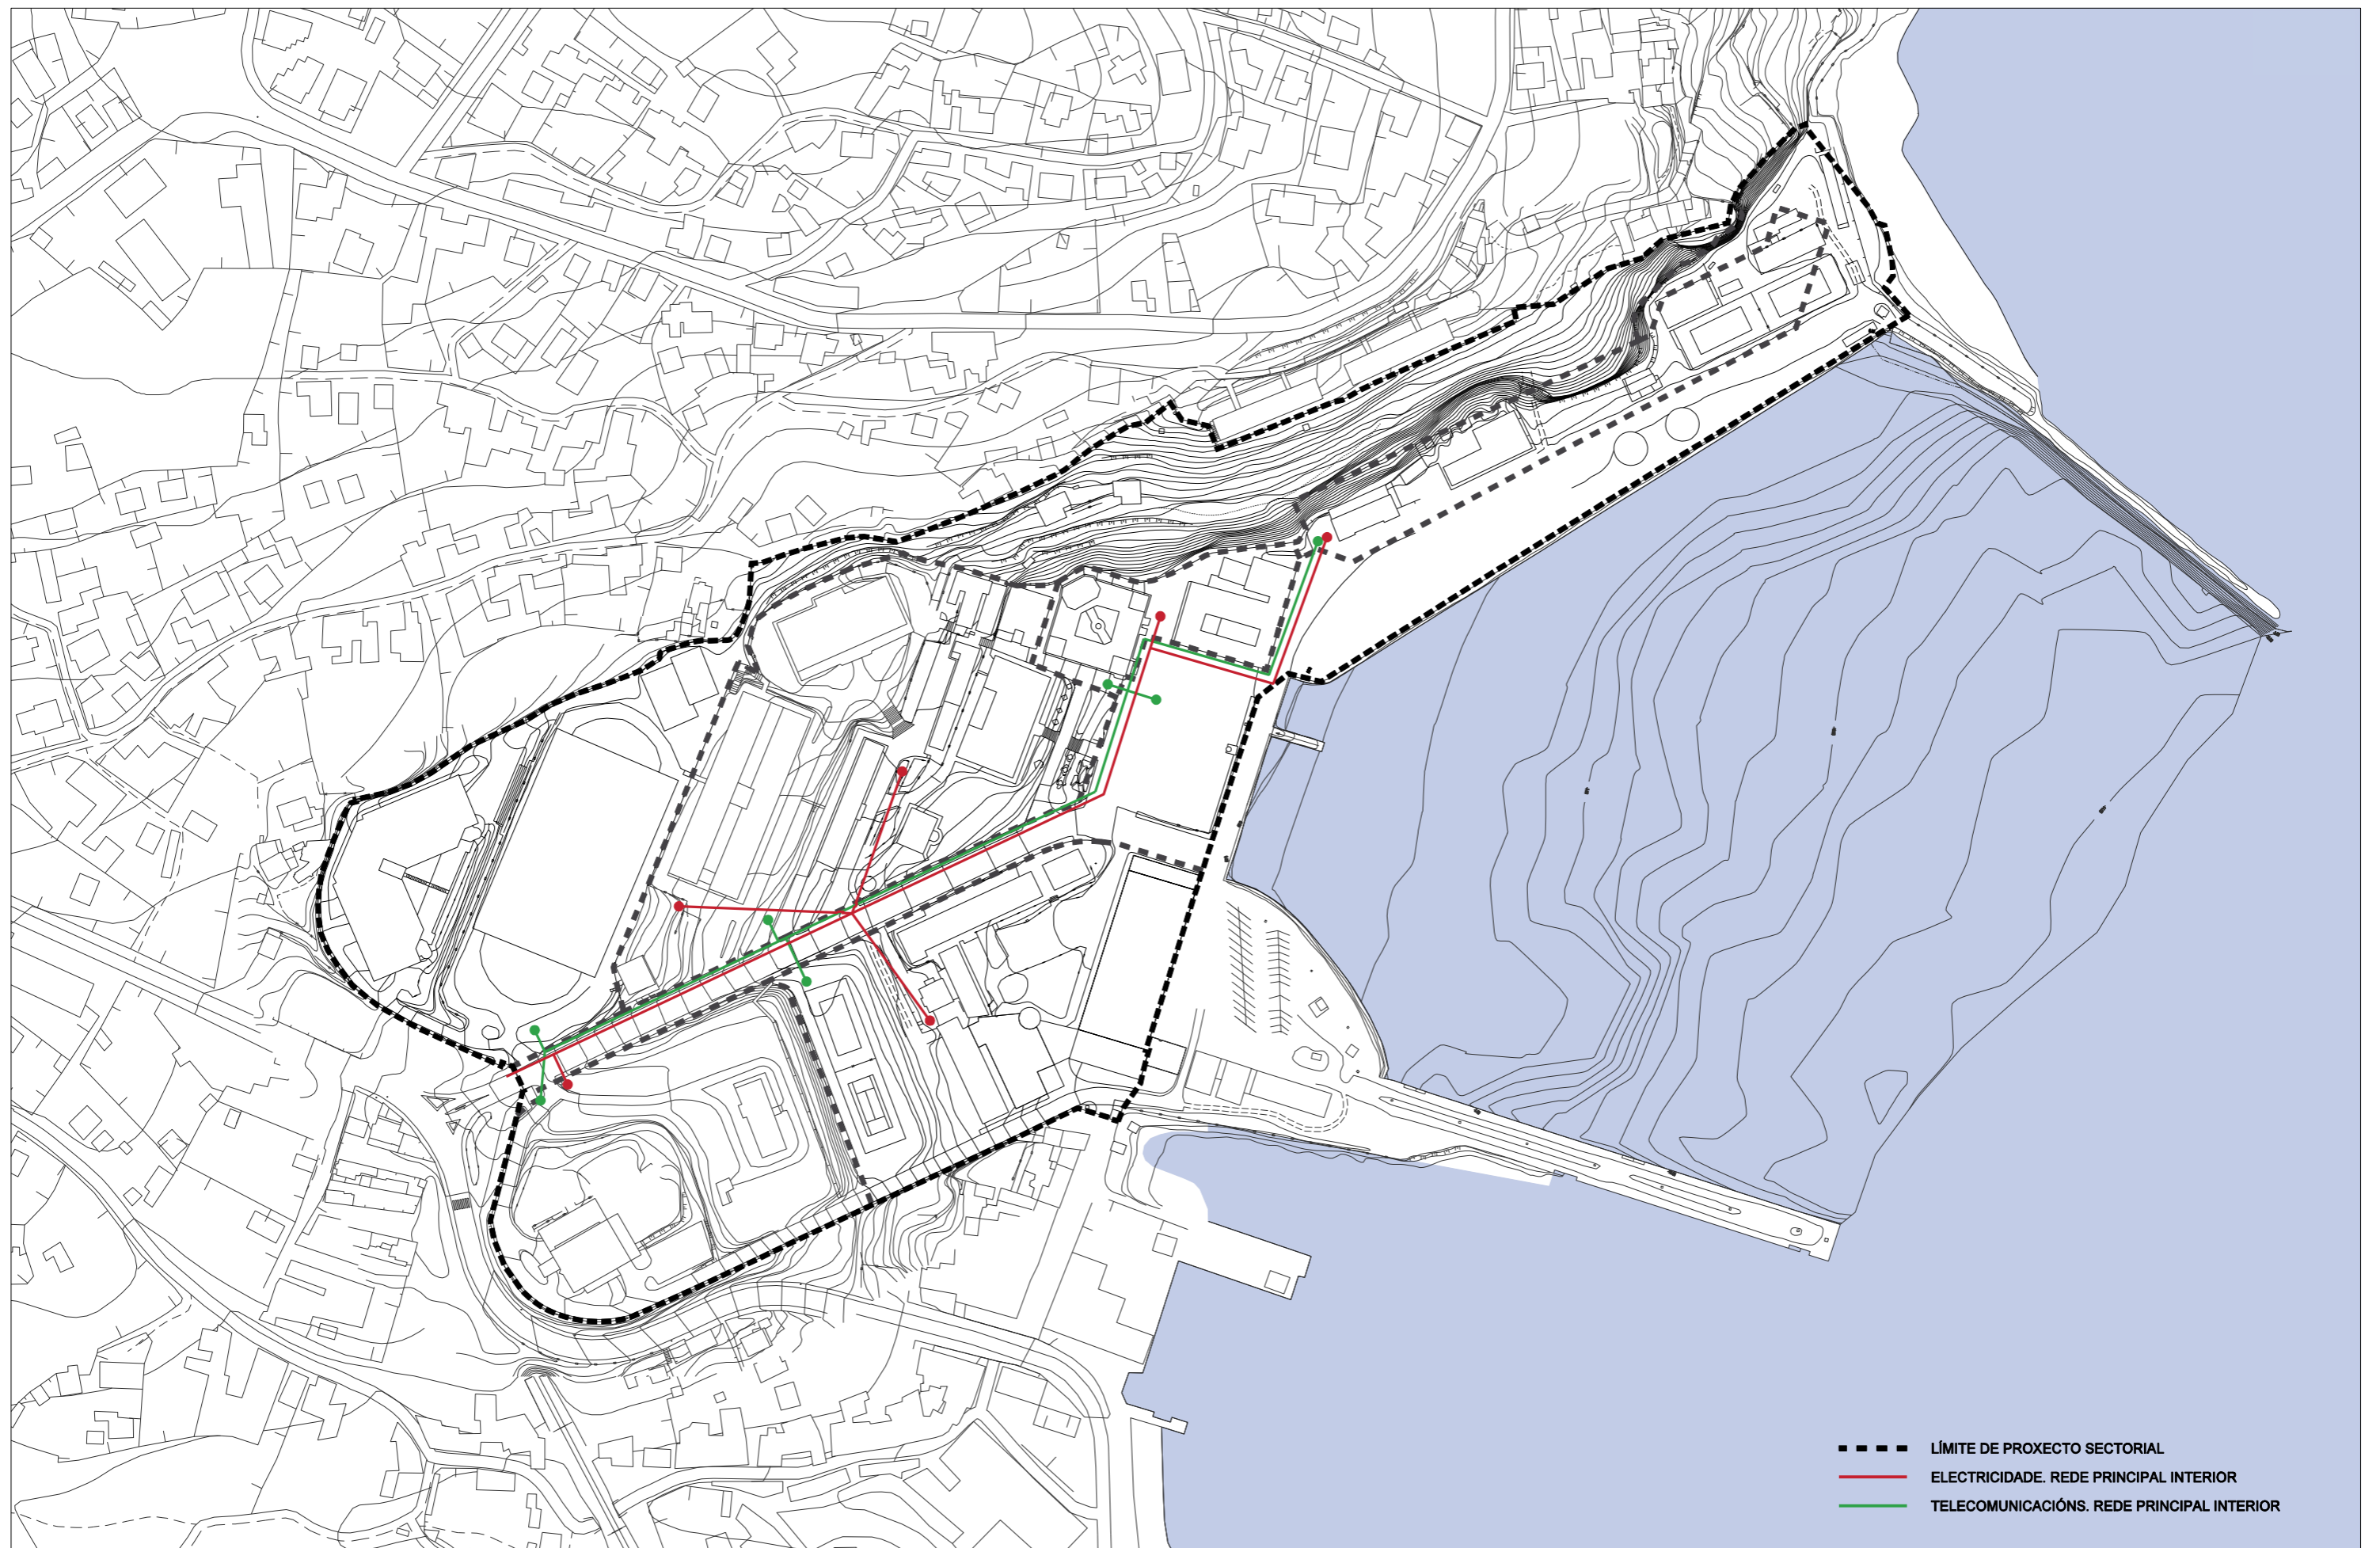 LÍMITE DE PROXECTO SECTORIAL
ELECTRICIDADE. REDE PRINCIPAL INTERIOR
TELECOMUNICACIÓNS. REDE PRINCIPAL INTERIOR